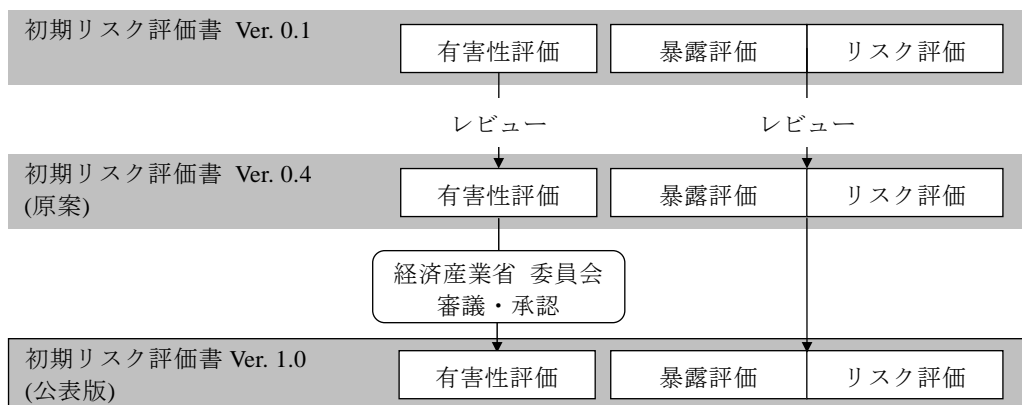 初期リスク評価書 Ver. 0.1
有害性評価 暴露評価 リスク評価
レビュー レビュー
初期リスク評価書 Ver. 0.4
(原案)
有害性評価 暴露評価 リスク評価
経済産業省 委員会
審議・承認
初期リスク評価書 Ver. 1.0
(公表版)
有害性評価 暴露評価 リスク評価